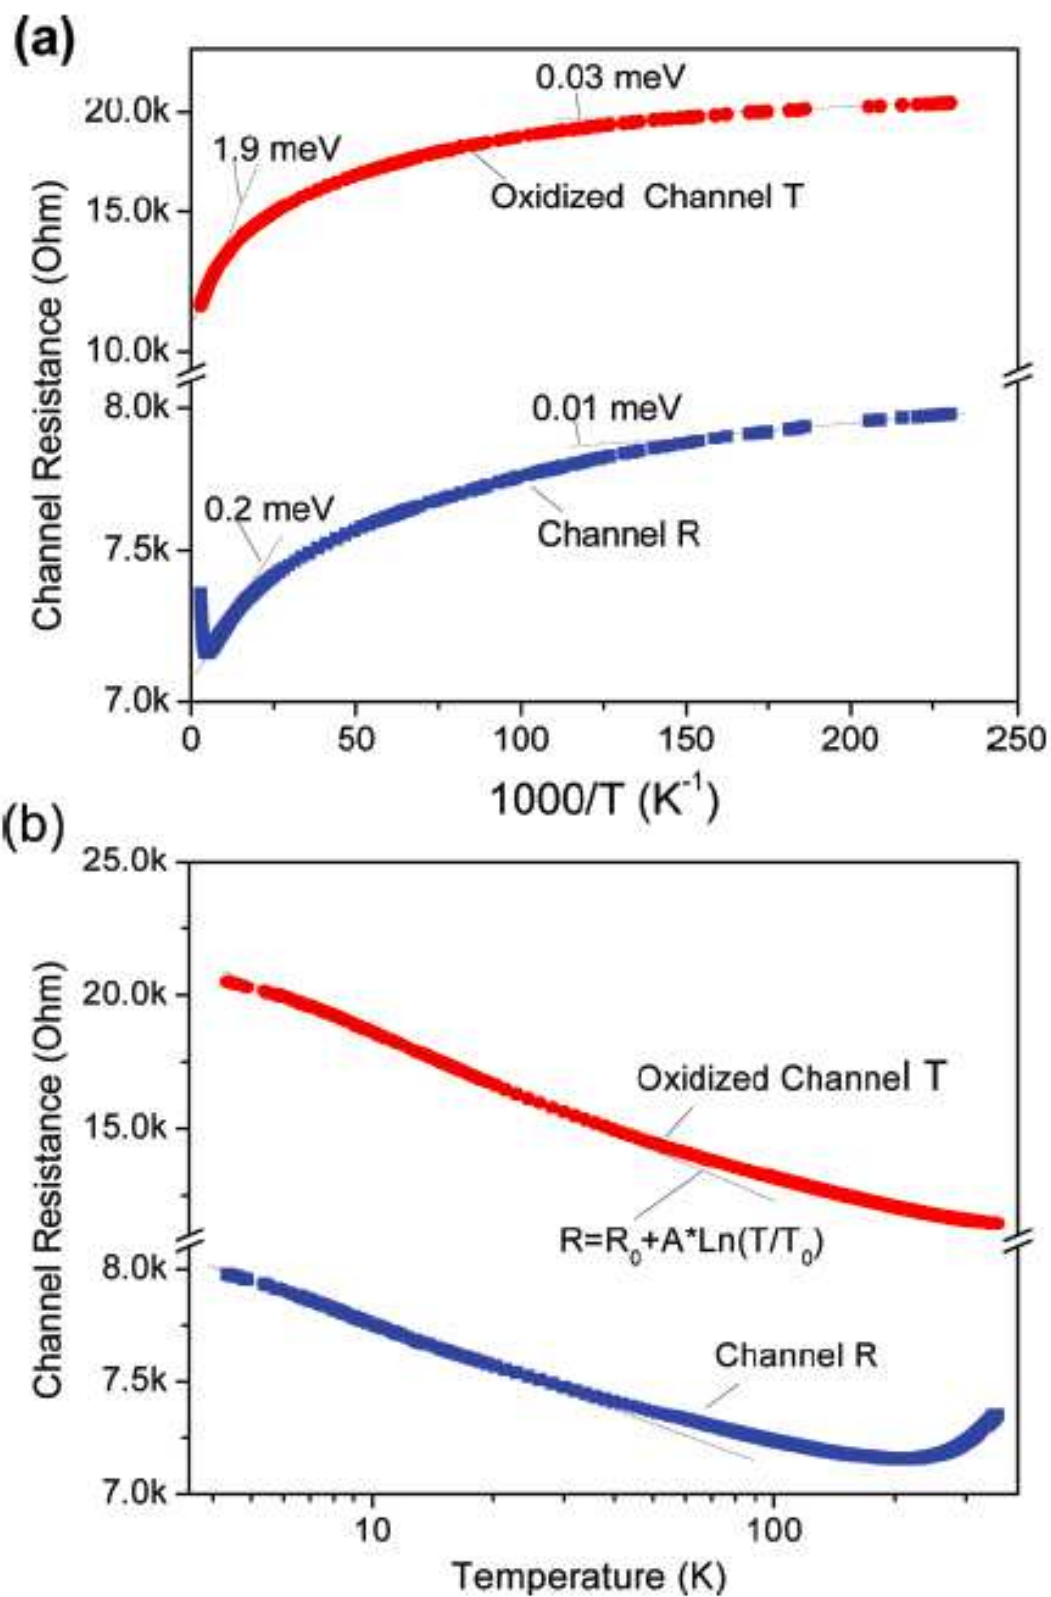 (a)
Channel Resistance (Ohm)
20.0k
15.0k
10.0k
8.0k
7.5k
7.0k
0.03 meV
1.9 meV
Oxidized Channel T
0.01 meV
0.2 meV
Channel R
0 50 100 150 200 250
1000/T (K⁻¹)
(b)
Channel Resistance (Ohm)
25.0k
20.0k
15.0k
8.0k
7.5k
7.0k
Oxidized Channel T
R=R₀+A*Ln(T/T₀)
Channel R
10 100
Temperature (K)